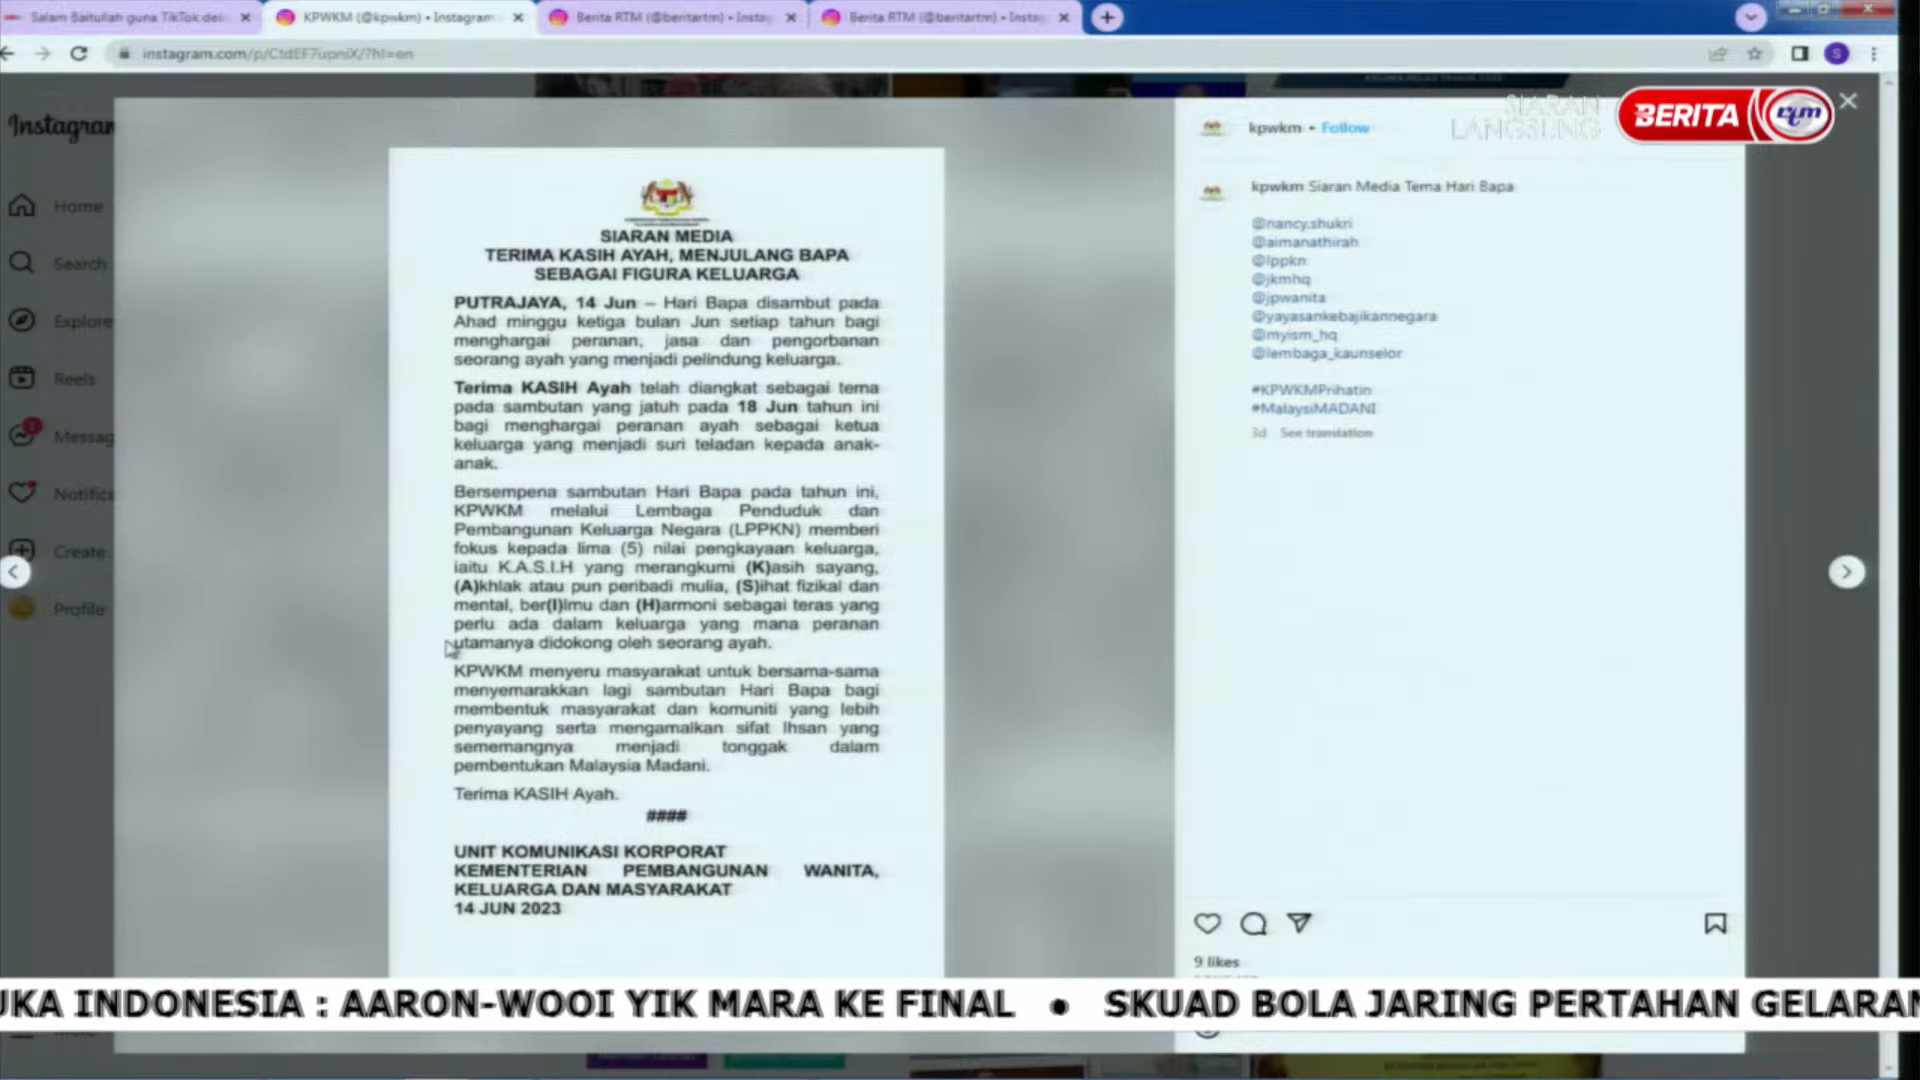 Salam Baitullah guna TikTok dei
KPWKM (@kpwkm) • Instagram
Berita RTM (@beritartm) • Insta
Berita RTM (@beritartm) • Insta
instagram.com/p/CtdEF7upniX/?hl=en
S
SIARAN
LANGSUNG
BERITA rtm
Instagram
Home
Search
Explore
Reels
Messag
Notifica
Create
Profile
SIARAN MEDIA
TERIMA KASIH AYAH, MENJULANG BAPA
SEBAGAI FIGURA KELUARGA
PUTRAJAYA, 14 Jun – Hari Bapa disambut pada
Ahad minggu ketiga bulan Jun setiap tahun bagi
menghargai peranan, jasa dan pengorbanan
seorang ayah yang menjadi pelindung keluarga.
Terima KASIH Ayah telah diangkat sebagai tema
pada sambutan yang jatuh pada 18 Jun tahun ini
bagi menghargai peranan ayah sebagai ketua
keluarga yang menjadi suri teladan kepada anak-
anak.
Bersempena sambutan Hari Bapa pada tahun ini,
KPWKM melalui Lembaga Penduduk dan
Pembangunan Keluarga Negara (LPPKN) memberi
fokus kepada lima (5) nilai pengkayaan keluarga,
iaitu K.A.S.I.H yang merangkumi (K)asih sayang,
(A)khlak atau pun peribadi mulia, (S)ihat fizikal dan
mental, ber(I)lmu dan (H)armoni sebagai teras yang
perlu ada dalam keluarga yang mana peranan
utamanya didokong oleh seorang ayah.
KPWKM menyeru masyarakat untuk bersama-sama
menyemarakkan lagi sambutan Hari Bapa bagi
membentuk masyarakat dan komuniti yang lebih
penyayang serta mengamalkan sifat Ihsan yang
sememangnya menjadi tonggak dalam
pembentukan Malaysia Madani.
Terima KASIH Ayah.
####
UNIT KOMUNIKASI KORPORAT
KEMENTERIAN PEMBANGUNAN WANITA,
KELUARGA DAN MASYARAKAT
14 JUN 2023
kpwkm • Follow
kpwkm Siaran Media Tema Hari Bapa
@nancy.shukri
@aimanathirah
@lppkn
@jkmhq
@jpwanita
@yayasankebajikannegara
@myism_hq
@lembaga_kaunselor
#KPWKMPrihatin
#MalaysiMADANI
3d See translation
9 likes
UKA INDONESIA : AARON-WOOI YIK MARA KE FINAL • SKUAD BOLA JARING PERTAHAN GELARAN